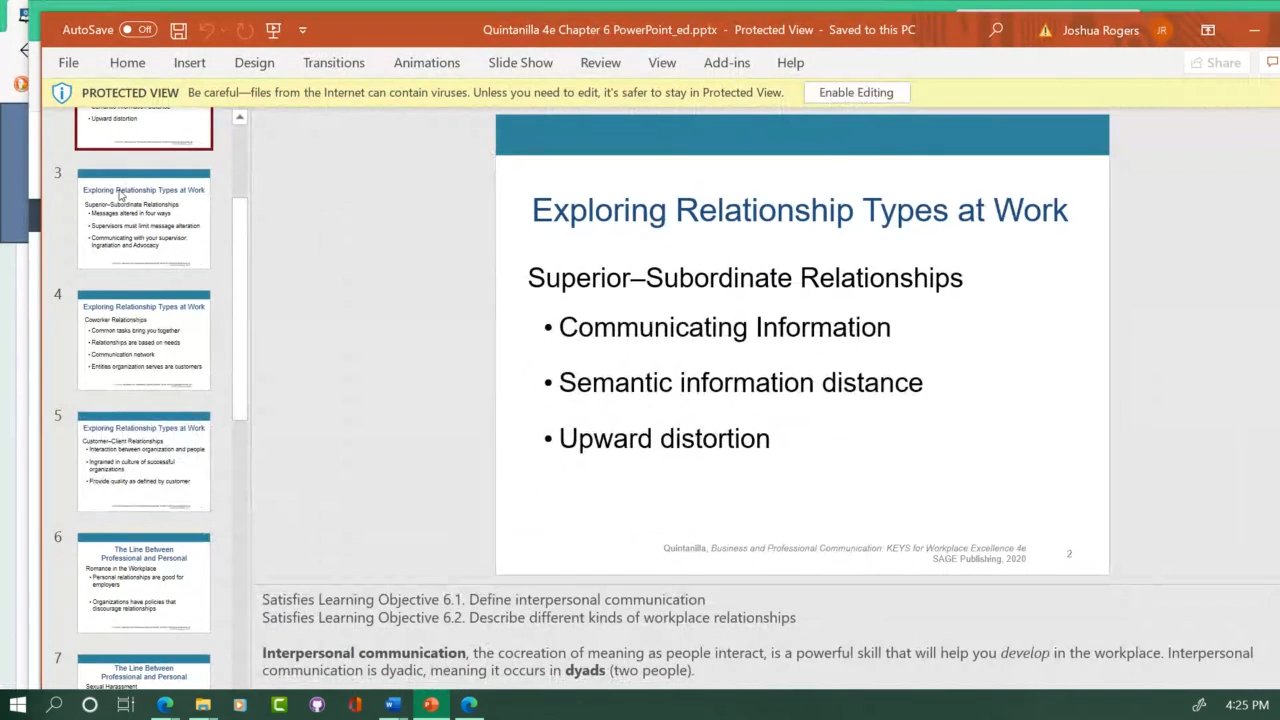 AutoSave Off
Quintanilla 4e Chapter 6 PowerPoint_ed.pptx - Protected View - Saved to this PC
Joshua Rogers JR
File Home Insert Design Transitions Animations Slide Show Review View Add-ins Help Share
PROTECTED VIEW Be careful—files from the Internet can contain viruses. Unless you need to edit, it's safer to stay in Protected View. Enable Editing
• Upward distortion
3
Exploring Relationship Types at Work
Superior–Subordinate Relationships
• Messages altered in four ways
• Supervisors must limit message alteration
• Communicating with your supervisor:
Ingratiation and Advocacy
4
Exploring Relationship Types at Work
Coworker Relationships
• Common tasks bring you together
• Relationships are based on needs
• Communication network
• Entities organization serves are customers
5
Exploring Relationship Types at Work
Customer–Client Relationships
• Interaction between organization and people
• Ingrained in culture of successful
organizations
• Provide quality as defined by customer
6
The Line Between
Professional and Personal
Romance in the Workplace
• Personal relationships are good for
employers
• Organizations have policies that
discourage relationships
7
The Line Between
Professional and Personal
Sexual Harassment
Exploring Relationship Types at Work
Superior–Subordinate Relationships
• Communicating Information
• Semantic information distance
• Upward distortion
Quintanilla, Business and Professional Communication: KEYS for Workplace Excellence 4e
SAGE Publishing, 2020
2
Satisfies Learning Objective 6.1. Define interpersonal communication
Satisfies Learning Objective 6.2. Describe different kinds of workplace relationships
Interpersonal communication, the cocreation of meaning as people interact, is a powerful skill that will help you develop in the workplace. Interpersonal
communication is dyadic, meaning it occurs in dyads (two people).
4:25 PM